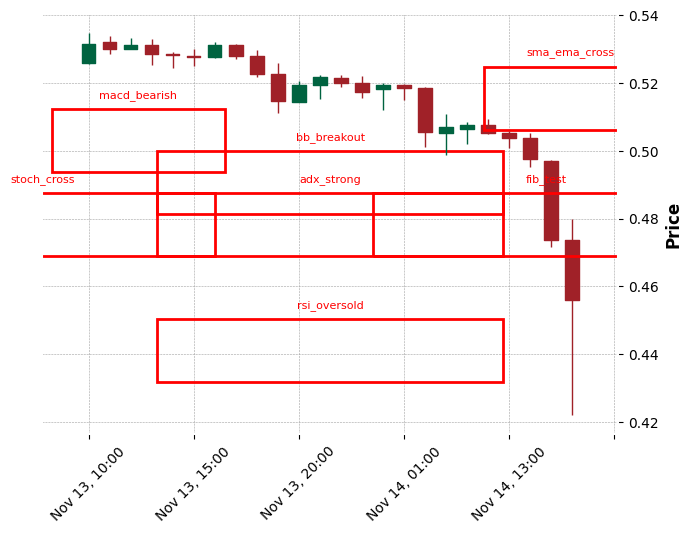 0.54
sma_ema_cross
0.52
macd_bearish
bb_breakout
0.50
stoch_cross
adx_strong
fib_test
0.48
Price
0.46
rsi_oversold
0.44
0.42
Nov 13, 10:00
Nov 13, 15:00
Nov 13, 20:00
Nov 14, 01:00
Nov 14, 13:00